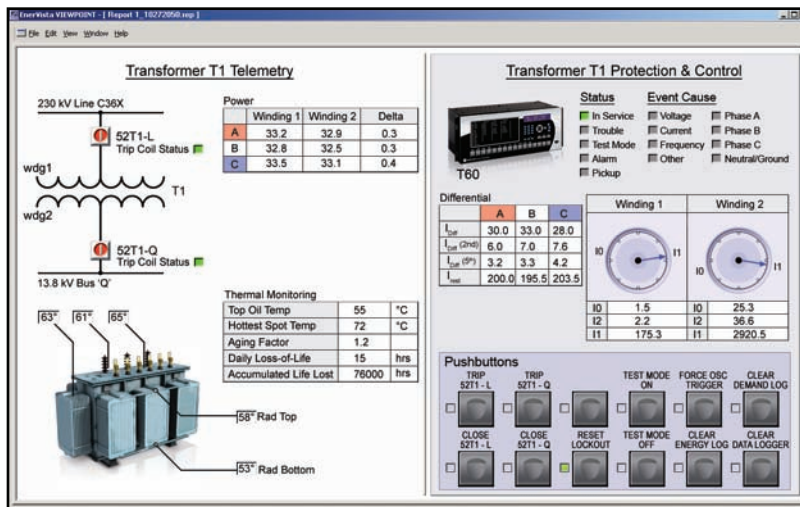 EnerVista VIEWPOINT - [ Report 1_10272050.rep ]
File Edit View Window Help
Transformer T1 Telemetry
230 kV Line C36X
52T1-L
Trip Coil Status
wdg1
T1
wdg2
52T1-Q
Trip Coil Status
13.8 kV Bus 'Q'
Power
Winding 1 Winding 2 Delta
A 33.2 32.9 0.3
B 32.8 32.5 0.3
C 33.5 33.1 0.4
Thermal Monitoring
Top Oil Temp 55 °C
Hottest Spot Temp 72 °C
Aging Factor 1.2
Daily Loss-of-Life 15 hrs
Accumulated Life Lost 76000 hrs
63° 61° 65°
58° Rad Top
53° Rad Bottom
Transformer T1 Protection & Control
T60
Status
In Service
Trouble
Test Mode
Alarm
Pickup
Event Cause
Voltage Phase A
Current Phase B
Frequency Phase C
Other Neutral/Ground
Differential
A B C
IDiff 30.0 33.0 28.0
IDiff (2nd) 6.0 7.0 7.6
IDiff (5th) 3.2 3.3 4.2
Irest 200.0 195.5 203.5
Winding 1 Winding 2
I0 I1 I0 I1
I0 1.5 I0 25.3
I2 2.2 I2 36.6
I1 175.3 I1 2920.5
Pushbuttons
TRIP 52T1 - L
TRIP 52T1 - Q
TEST MODE ON
FORCE OSC TRIGGER
CLEAR DEMAND LOG
CLOSE 52T1 - L
CLOSE 52T1 - Q
RESET LOCKOUT
TEST MODE OFF
CLEAR ENERGY LOG
CLEAR DATA LOGGER